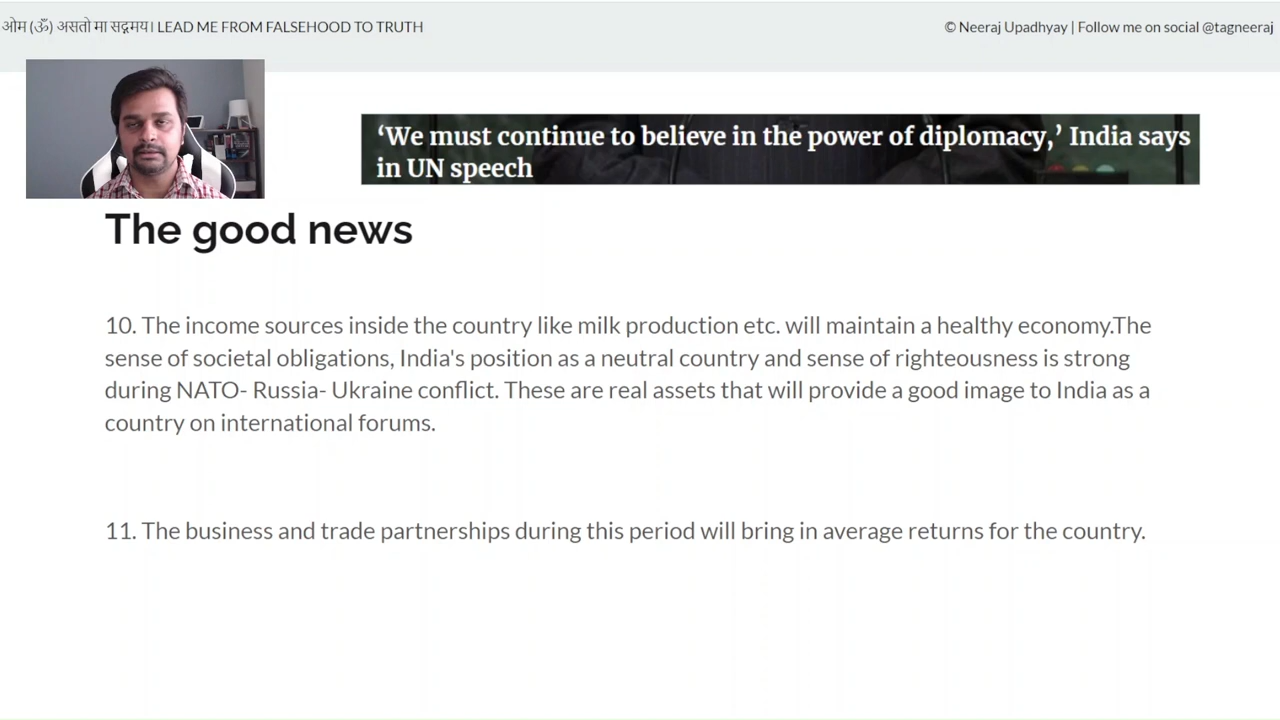 ओम (ॐ) असतो मा सद्गमय। LEAD ME FROM FALSEHOOD TO TRUTH
© Neeraj Upadhyay | Follow me on social @tagneeraj
‘We must continue to believe in the power of diplomacy,’ India says
in UN speech
The good news
10. The income sources inside the country like milk production etc. will maintain a healthy economy.The
sense of societal obligations, India's position as a neutral country and sense of righteousness is strong
during NATO- Russia- Ukraine conflict. These are real assets that will provide a good image to India as a
country on international forums.
11. The business and trade partnerships during this period will bring in average returns for the country.